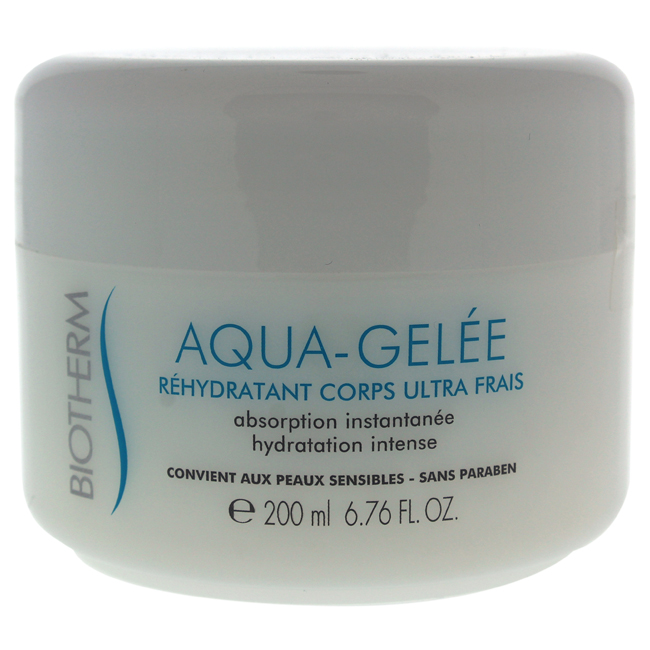 BIOTHERM
AQUA-GELÉE
RÉHYDRATANT CORPS ULTRA FRAIS
absorption instantanée
hydratation intense
CONVIENT AUX PEAUX SENSIBLES - SANS PARABEN
℮ 200 ml 6.76 FL. OZ.